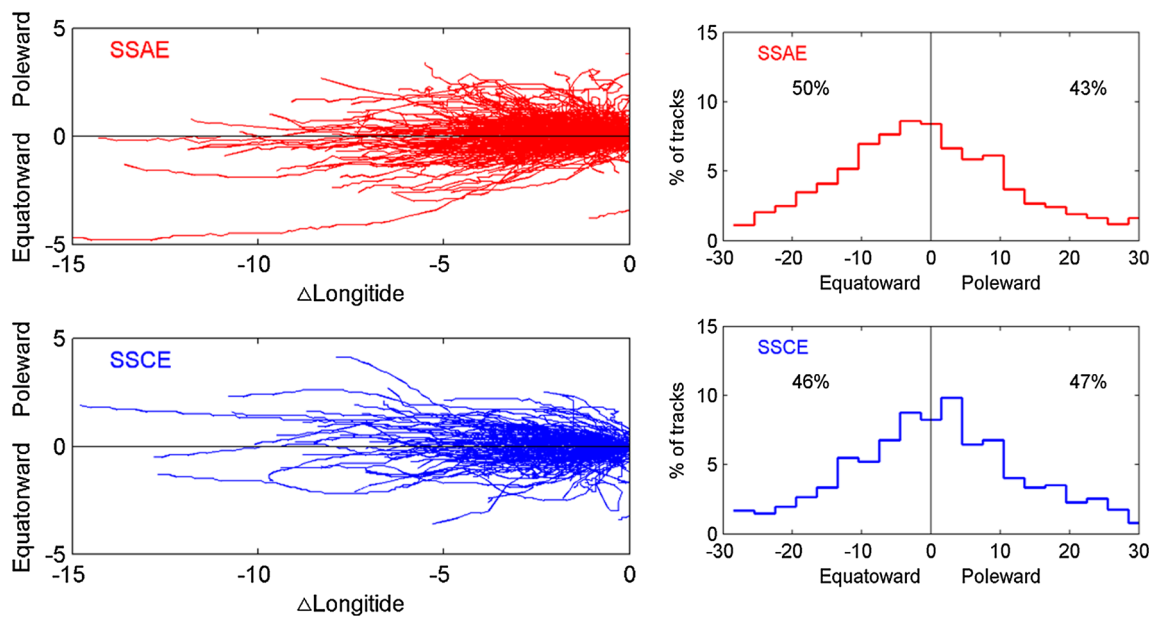 Equatorward Poleward
5
0
-5
SSAE
-15 -10 -5 0
△Longitide
% of tracks
15
10
5
0
SSAE
50% 43%
-30 -20 -10 0 10 20 30
Equatoward Poleward
Equatorward Poleward
5
0
-5
SSCE
-15 -10 -5 0
△Longitide
% of tracks
15
10
5
0
SSCE
46% 47%
-30 -20 -10 0 10 20 30
Equatoward Poleward